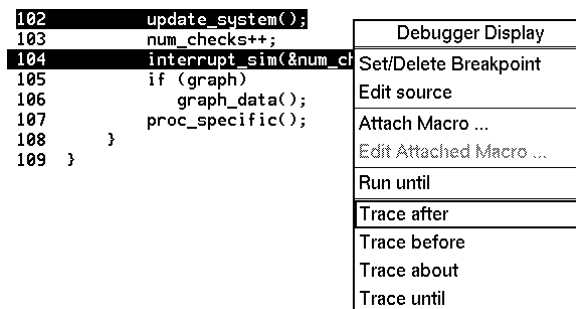 102 update_system();
103 num_checks++;
104 interrupt_sim(&num_ch
105 if (graph)
106 graph_data();
107 proc_specific();
108 }
109 }
Debugger Display
Set/Delete Breakpoint
Edit source
Attach Macro ...
Edit Attached Macro ...
Run until
Trace after
Trace before
Trace about
Trace until